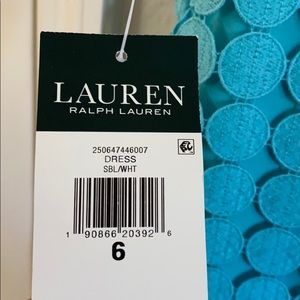 LAUREN
RALPH LAUREN
250647446007
DRESS
SBL/WHT
1 90866 20392 6
6